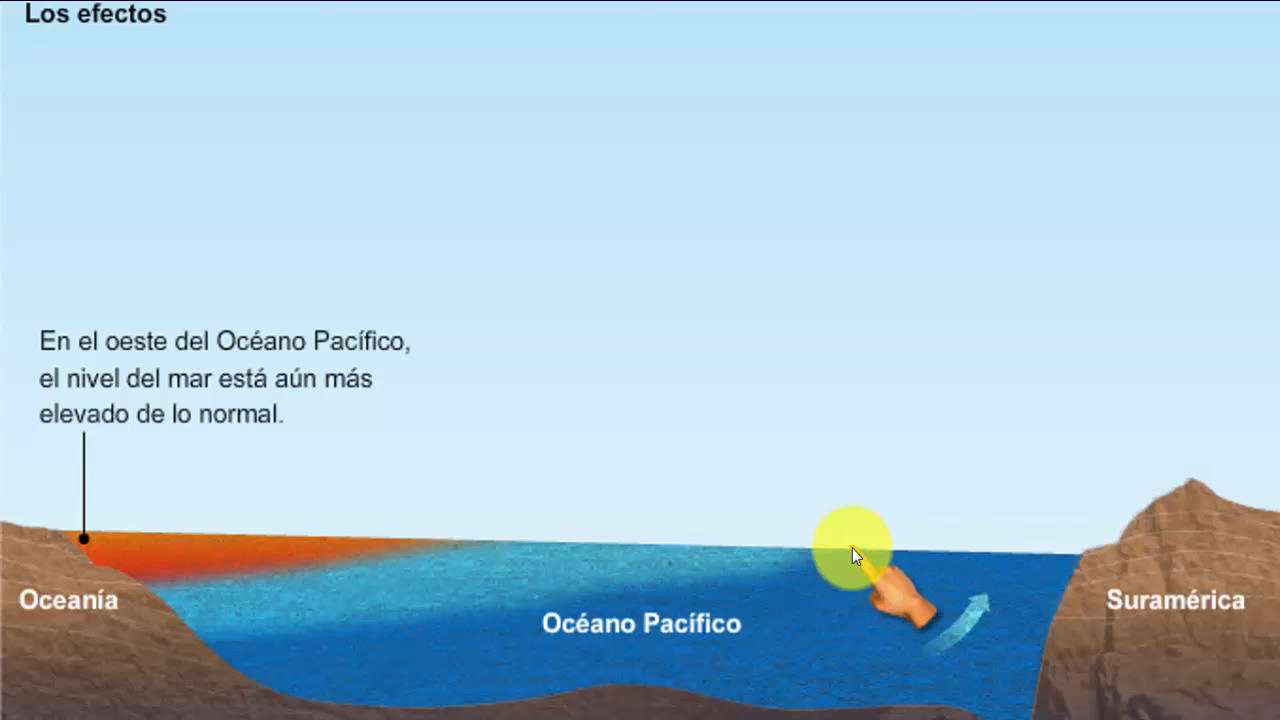 Los efectos
En el oeste del Océano Pacífico,
el nivel del mar está aún más
elevado de lo normal.
Oceanía
Océano Pacífico
Suramérica